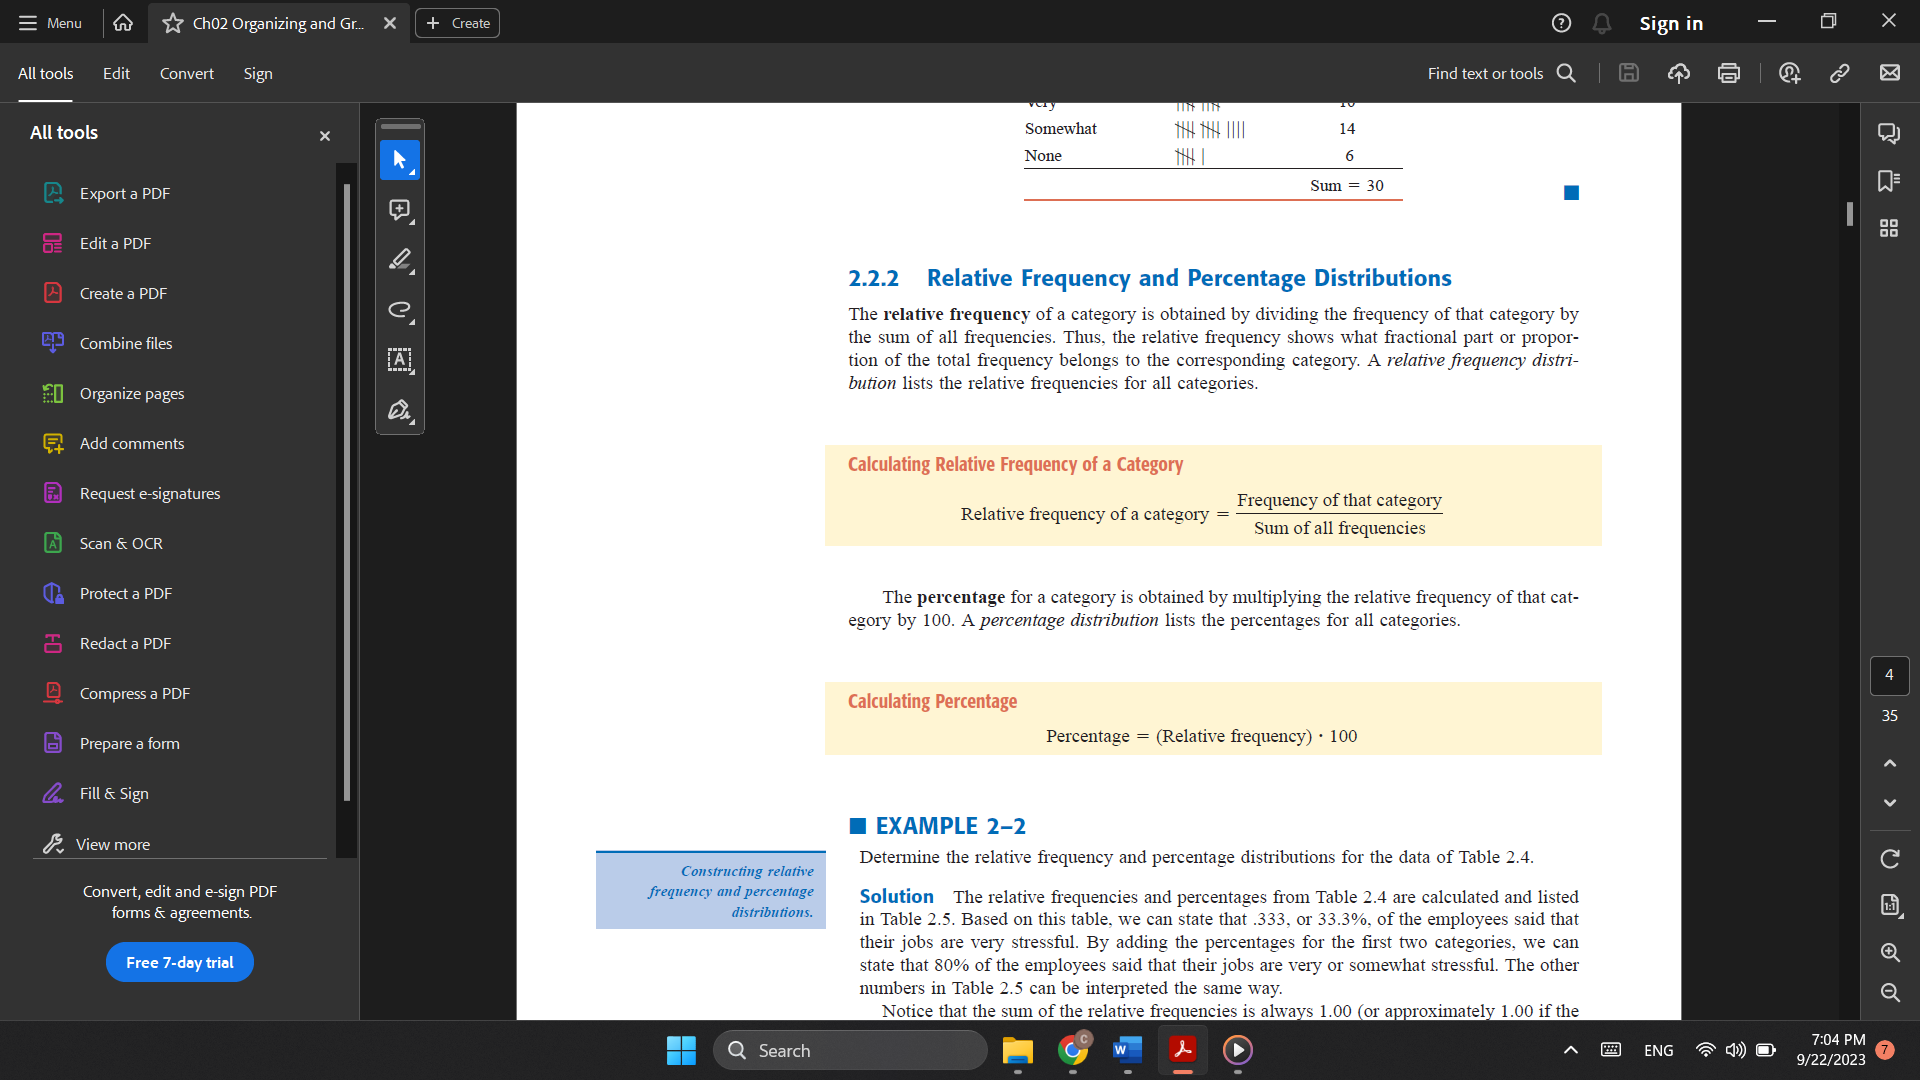 Menu
Ch02 Organizing and Gr...
Create
Sign in
All tools
Edit
Convert
Sign
Find text or tools
All tools
Export a PDF
Edit a PDF
Create a PDF
Combine files
Organize pages
Add comments
Request e-signatures
Scan & OCR
Protect a PDF
Redact a PDF
Compress a PDF
Prepare a form
Fill & Sign
View more
Convert, edit and e-sign PDF
forms & agreements.
Free 7-day trial
Very 10
Somewhat 14
None 6
Sum = 30
2.2.2 Relative Frequency and Percentage Distributions
The relative frequency of a category is obtained by dividing the frequency of that category by
the sum of all frequencies. Thus, the relative frequency shows what fractional part or propor-
tion of the total frequency belongs to the corresponding category. A relative frequency distri-
bution lists the relative frequencies for all categories.
Calculating Relative Frequency of a Category
Relative frequency of a category = Frequency of that category
Sum of all frequencies
The percentage for a category is obtained by multiplying the relative frequency of that cat-
egory by 100. A percentage distribution lists the percentages for all categories.
Calculating Percentage
Percentage = (Relative frequency) · 100
EXAMPLE 2–2
Constructing relative
frequency and percentage
distributions.
Determine the relative frequency and percentage distributions for the data of Table 2.4.
Solution The relative frequencies and percentages from Table 2.4 are calculated and listed
in Table 2.5. Based on this table, we can state that .333, or 33.3%, of the employees said that
their jobs are very stressful. By adding the percentages for the first two categories, we can
state that 80% of the employees said that their jobs are very or somewhat stressful. The other
numbers in Table 2.5 can be interpreted the same way.
Notice that the sum of the relative frequencies is always 1.00 (or approximately 1.00 if the
4
35
1:1
Search
C
W
ENG
7:04 PM
9/22/2023
7